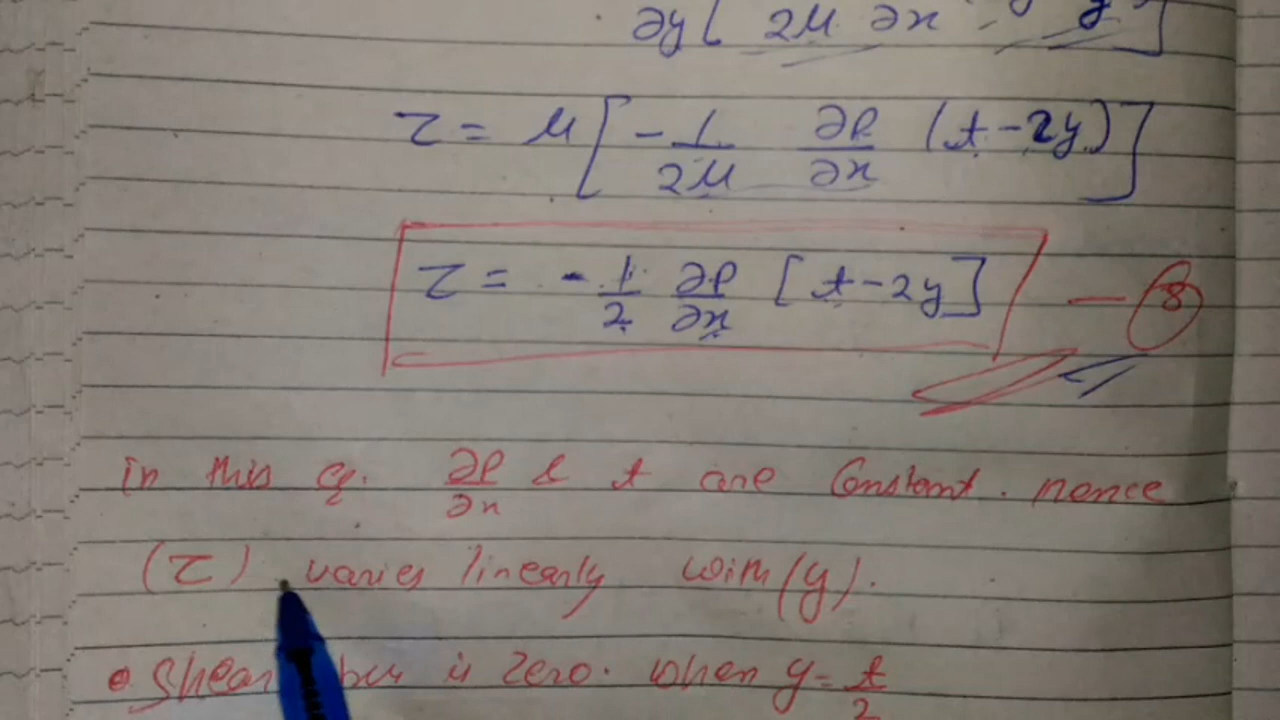 ∂y [ 2μ ∂x y ]
τ = μ [ - 1/2μ ∂P/∂x (t-2y) ]
τ = - 1/2 ∂P/∂x [t-2y] — 8
in this eq. ∂P/∂x & t are Constant. hence
(τ) varies linearly with (y).
• Shear is zero. when y = t/2